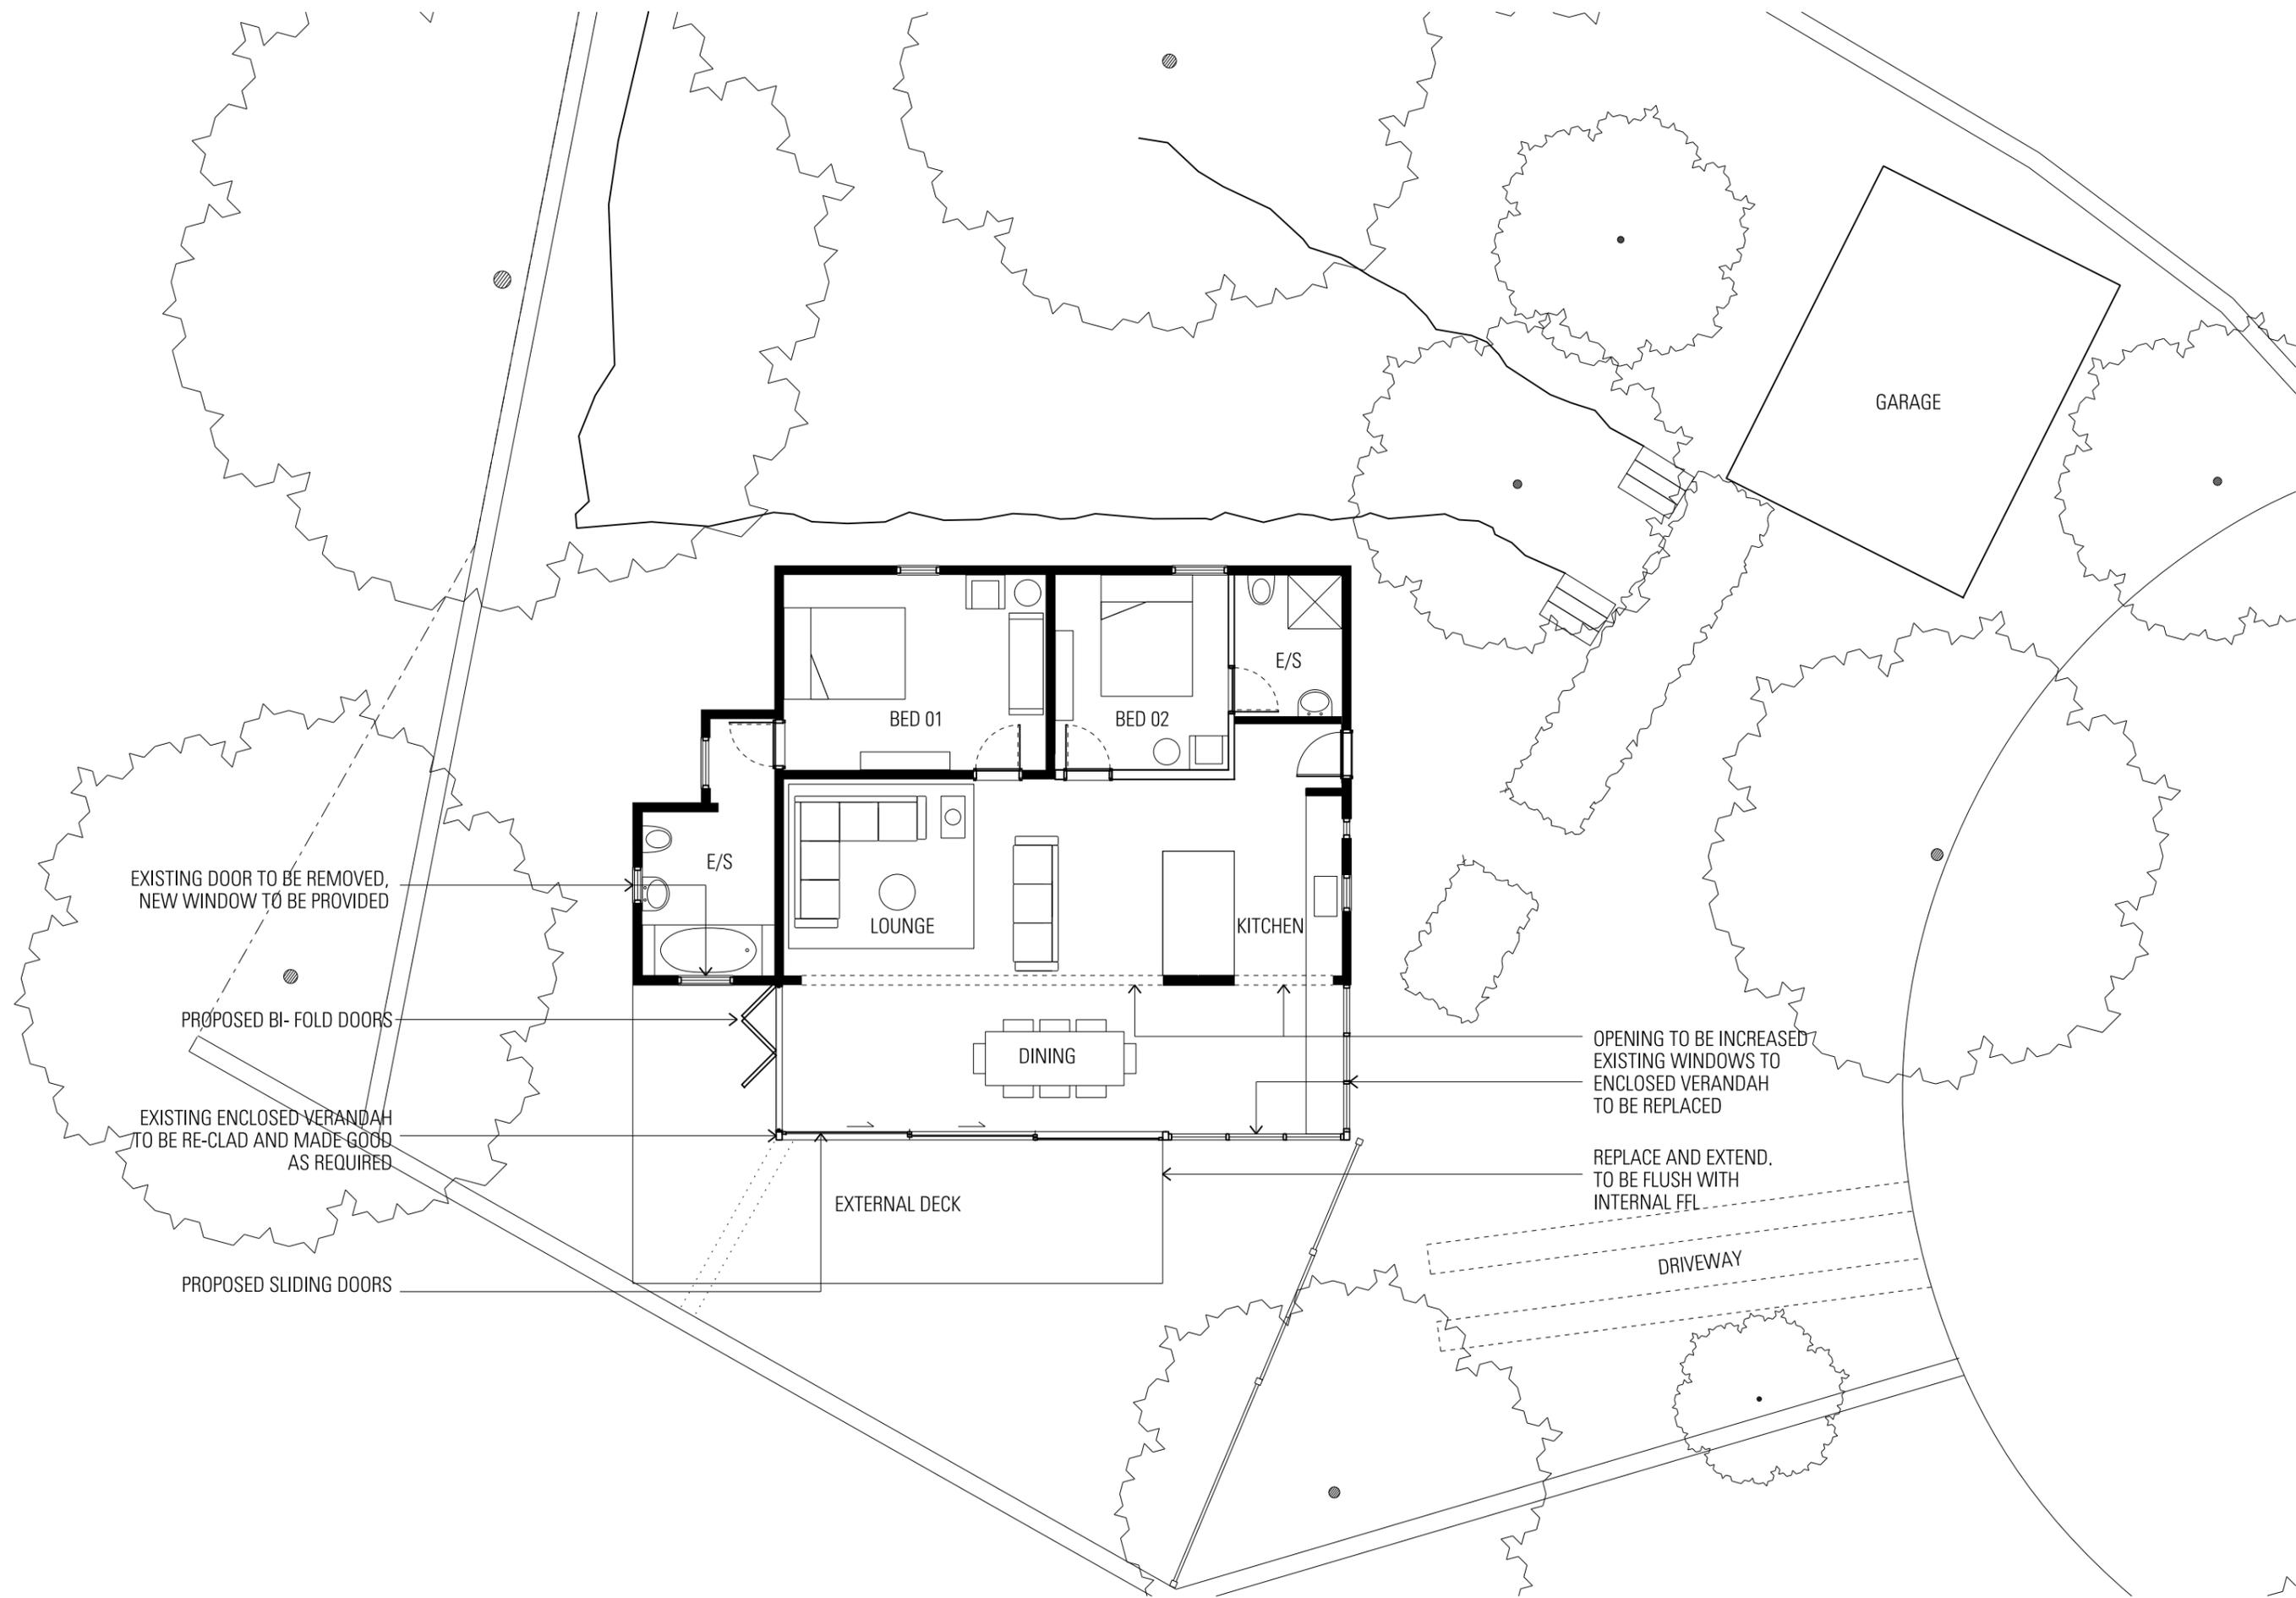 GARAGE
E/S
BED 01
BED 02
E/S
EXISTING DOOR TO BE REMOVED,
NEW WINDOW TO BE PROVIDED
LOUNGE
KITCHEN
PROPOSED BI- FOLD DOORS
DINING
OPENING TO BE INCREASED
EXISTING WINDOWS TO
ENCLOSED VERANDAH
TO BE REPLACED
EXISTING ENCLOSED VERANDAH
TO BE RE-CLAD AND MADE GOOD
AS REQUIRED
REPLACE AND EXTEND.
TO BE FLUSH WITH
INTERNAL FFL
EXTERNAL DECK
DRIVEWAY
PROPOSED SLIDING DOORS